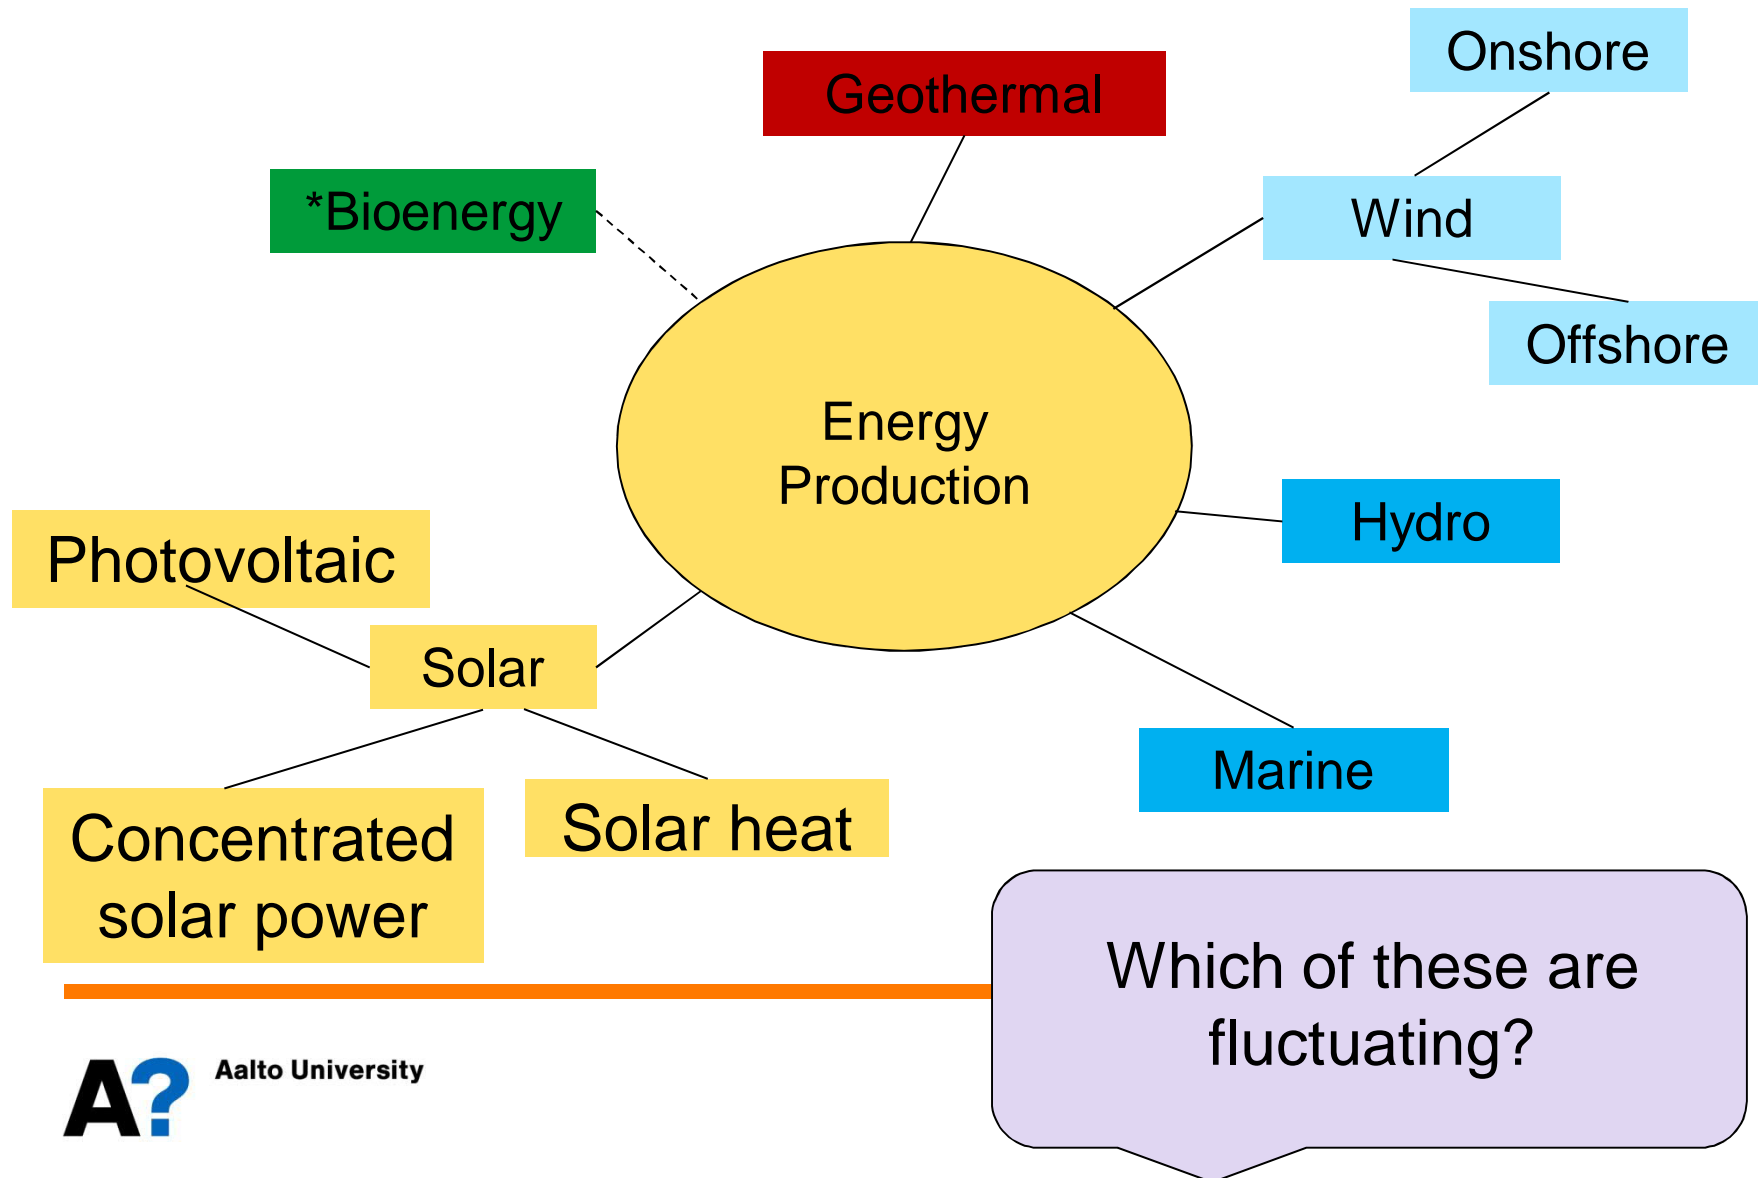 Onshore
Geothermal
*Bioenergy
Wind
Offshore
Energy
Production
Hydro
Photovoltaic
Solar
Marine
Concentrated
solar power
Solar heat
Which of these are
fluctuating?
A?
Aalto University